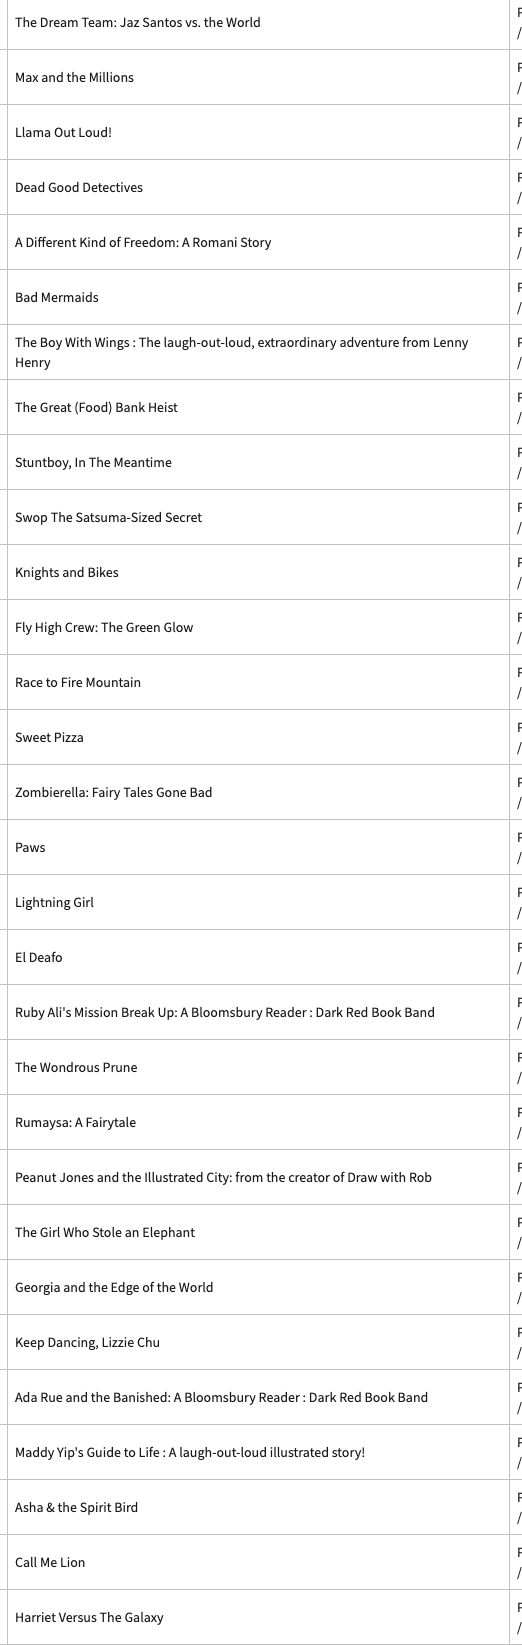 The Dream Team: Jaz Santos vs. the World
Max and the Millions
Llama Out Loud!
Dead Good Detectives
A Different Kind of Freedom: A Romani Story
Bad Mermaids
The Boy With Wings : The laugh-out-loud, extraordinary adventure from Lenny
Henry
The Great (Food) Bank Heist
Stuntboy, In The Meantime
Swop The Satsuma-Sized Secret
Knights and Bikes
Fly High Crew: The Green Glow
Race to Fire Mountain
Sweet Pizza
Zombierella: Fairy Tales Gone Bad
Paws
Lightning Girl
El Deafo
Ruby Ali's Mission Break Up: A Bloomsbury Reader : Dark Red Book Band
The Wondrous Prune
Rumaysa: A Fairytale
Peanut Jones and the Illustrated City: from the creator of Draw with Rob
The Girl Who Stole an Elephant
Georgia and the Edge of the World
Keep Dancing, Lizzie Chu
Ada Rue and the Banished: A Bloomsbury Reader : Dark Red Book Band
Maddy Yip's Guide to Life : A laugh-out-loud illustrated story!
Asha & the Spirit Bird
Call Me Lion
Harriet Versus The Galaxy